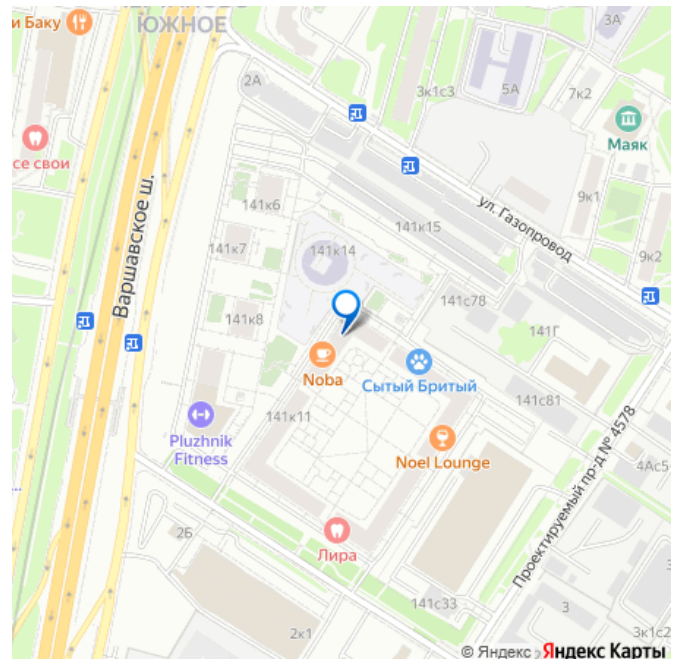 ЮЖНОЕ
и Баку
3А
2А
3к1с3
5А
7к2
Маяк
се свои
Варшавское ш.
ул. Газопровод
9к1
141к6
141к15
141к7
141к14
9к2
141с78
141к8
141Г
Noba
Сытый Бритый
141с81
141к11
Pluzhnik
Fitness
Noel Lounge
Проектируемый пр-д № 4578
4Ас5
2Б
Лира
141с33
3
2к1
3к1с2
© Яндекс Яндекс Карты